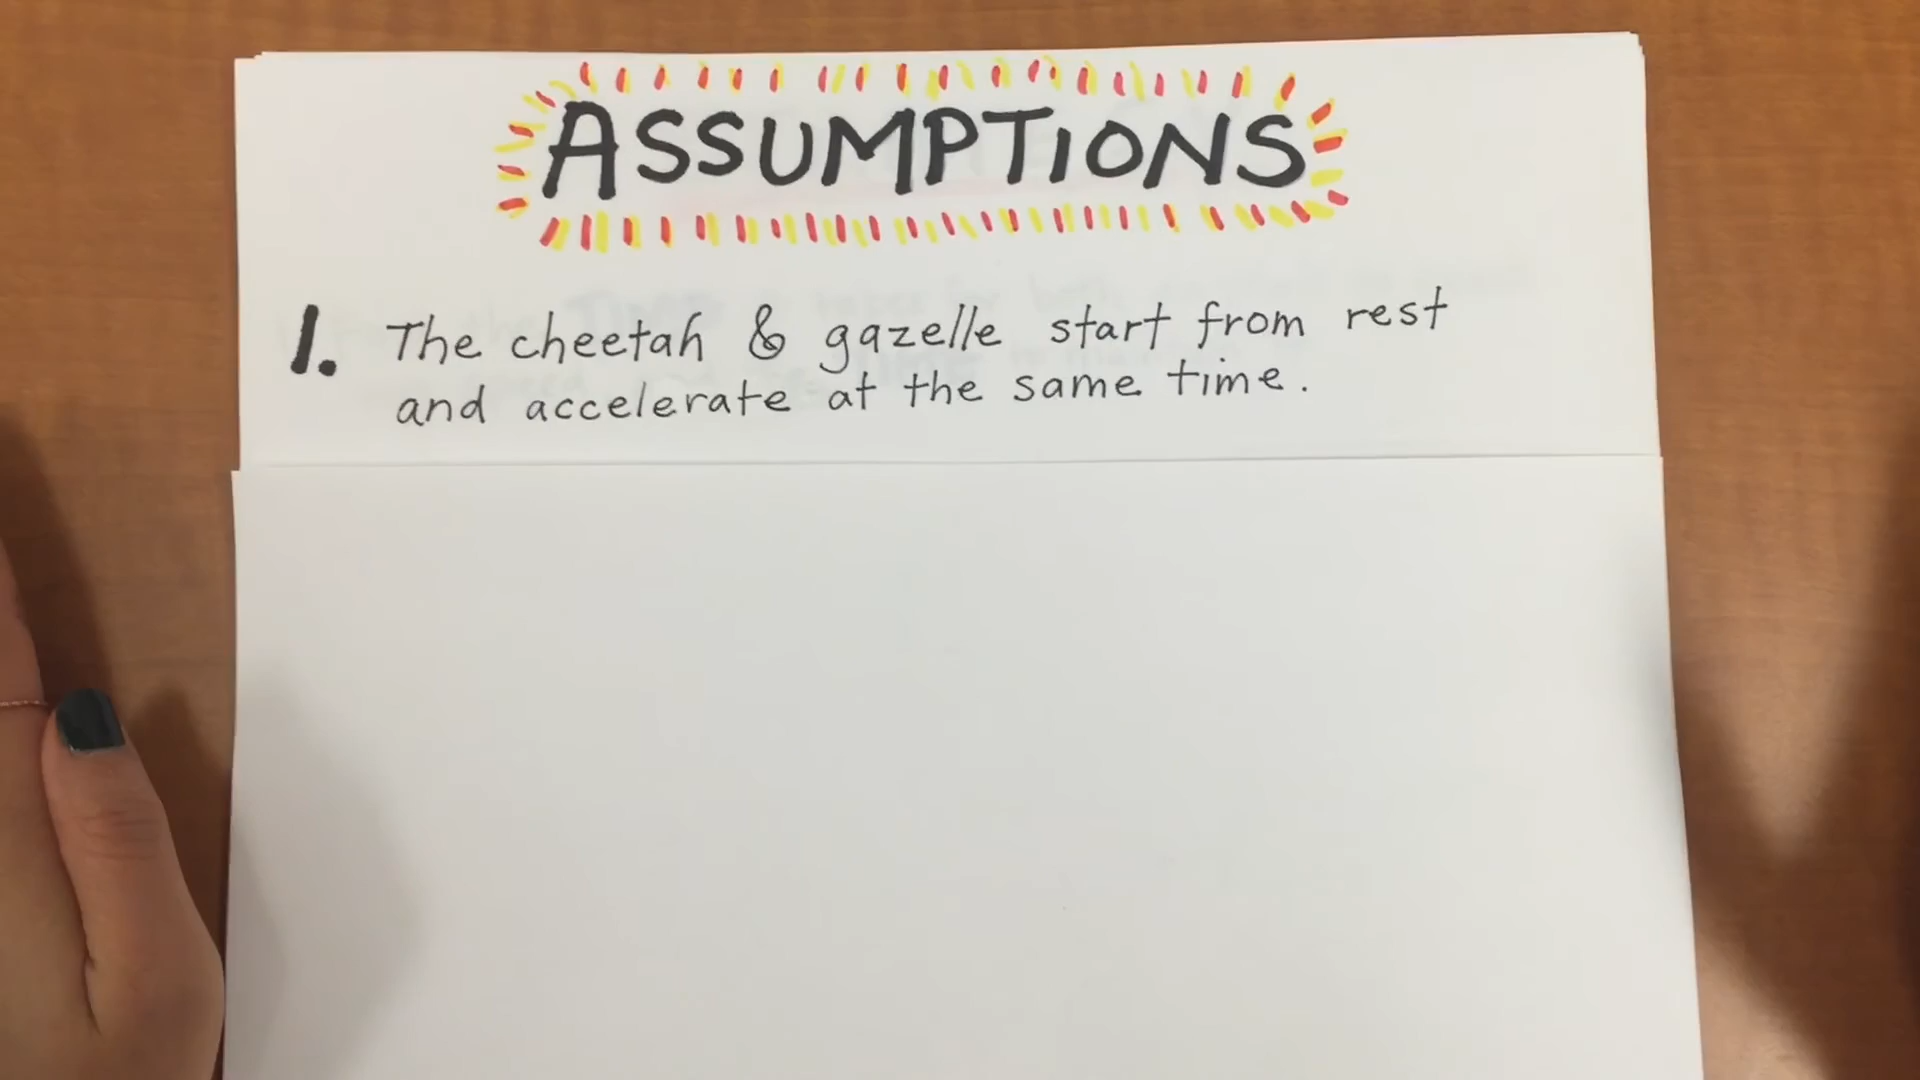 ASSUMPTIONS
1. The cheetah & gazelle start from rest
and accelerate at the same time.